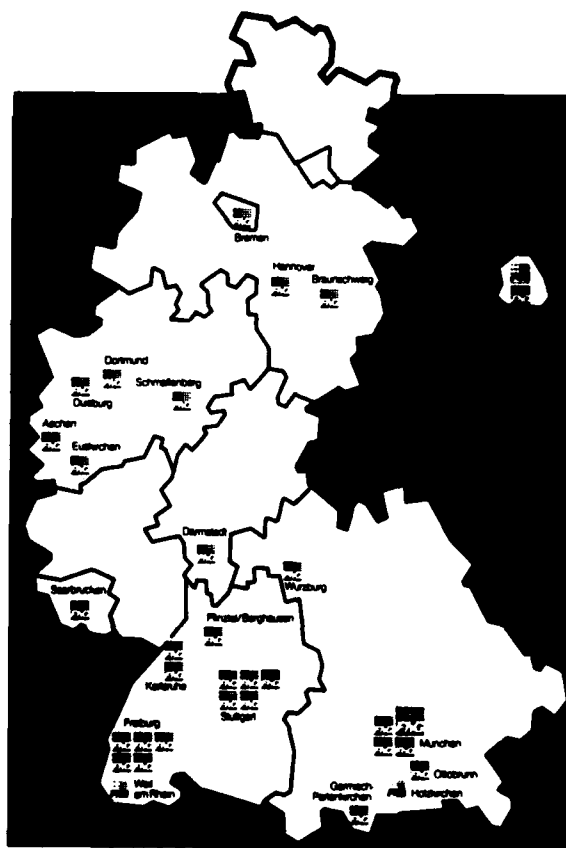 Bremen
Hannover
Braunschweig
Dortmund
Schmallenberg
Duisburg
Aachen
Euskirchen
Darmstadt
Würzburg
Saarbrücken
Pfinztal/Berghausen
Karlsruhe
Stuttgart
Freiburg
München
Weil
am Rhein
Ottobrunn
Garmisch-
Partenkirchen
Holzkirchen